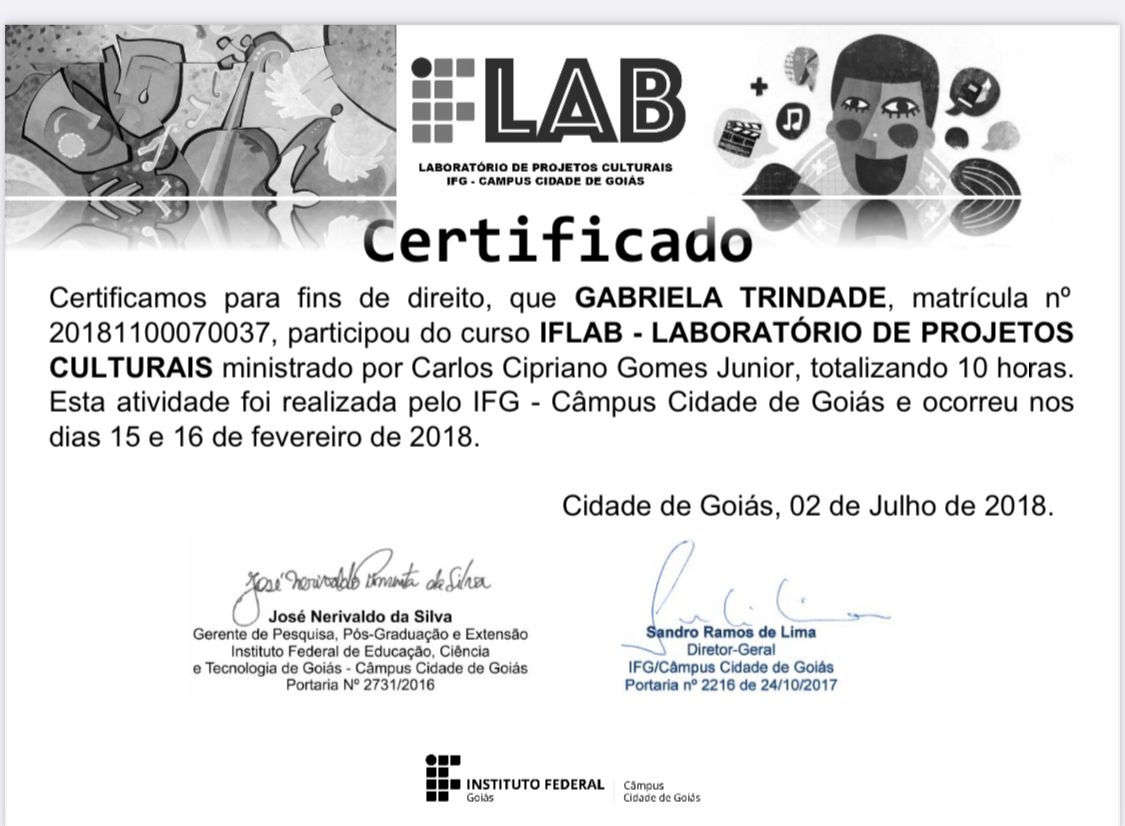 IFLAB
LABORATÓRIO DE PROJETOS CULTURAIS
IFG - CAMPUS CIDADE DE GOIÁS
Certificado
Certificamos para fins de direito, que GABRIELA TRINDADE, matrícula nº
20181100070037, participou do curso IFLAB - LABORATÓRIO DE PROJETOS
CULTURAIS ministrado por Carlos Cipriano Gomes Junior, totalizando 10 horas.
Esta atividade foi realizada pelo IFG - Câmpus Cidade de Goiás e ocorreu nos
dias 15 e 16 de fevereiro de 2018.
Cidade de Goiás, 02 de Julho de 2018.
José Nerivaldo Pimenta da Silva
José Nerivaldo da Silva
Gerente de Pesquisa, Pós-Graduação e Extensão
Instituto Federal de Educação, Ciência
e Tecnologia de Goiás - Câmpus Cidade de Goiás
Portaria Nº 2731/2016
Sandro Ramos de Lima
Diretor-Geral
IFG/Câmpus Cidade de Goiás
Portaria nº 2216 de 24/10/2017
INSTITUTO FEDERAL
Goiás
Câmpus
Cidade de Goiás